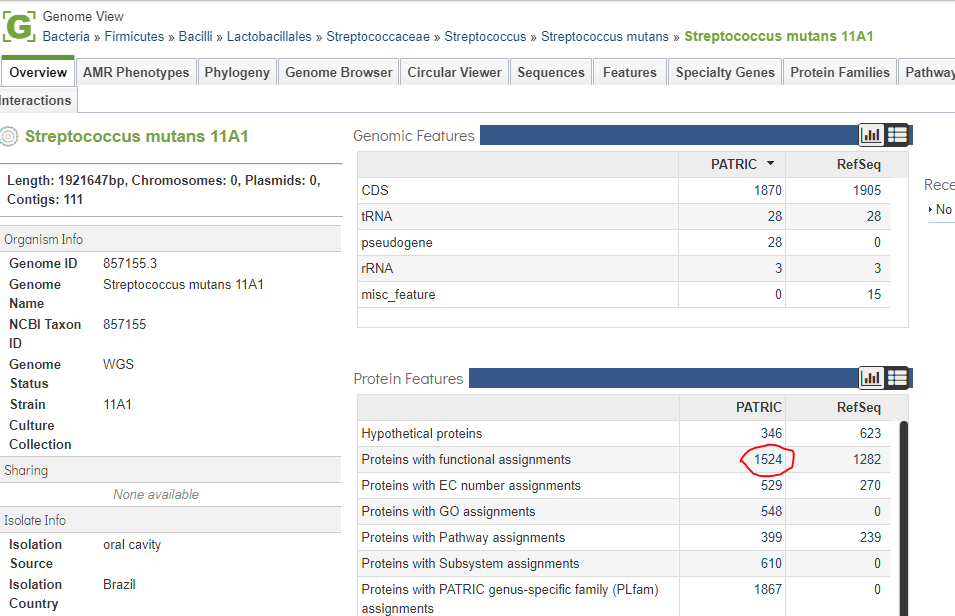 Genome View
Bacteria » Firmicutes » Bacilli » Lactobacillales » Streptococcaceae » Streptococcus » Streptococcus mutans » Streptococcus mutans 11A1
Overview AMR Phenotypes Phylogeny Genome Browser Circular Viewer Sequences Features Specialty Genes Protein Families Pathway
Interactions
Streptococcus mutans 11A1
Length: 1921647bp, Chromosomes: 0, Plasmids: 0,
Contigs: 111
Organism Info
Genome ID 857155.3
Genome Streptococcus mutans 11A1
Name
NCBI Taxon 857155
ID
Genome WGS
Status
Strain 11A1
Culture
Collection
Sharing
None available
Isolate Info
Isolation oral cavity
Source
Isolation Brazil
Country
Genomic Features
PATRIC RefSeq
CDS 1870 1905
tRNA 28 28
pseudogene 28 0
rRNA 3 3
misc_feature 0 15
Protein Features
PATRIC RefSeq
Hypothetical proteins 346 623
Proteins with functional assignments 1524 1282
Proteins with EC number assignments 529 270
Proteins with GO assignments 548 0
Proteins with Pathway assignments 399 239
Proteins with Subsystem assignments 610 0
Proteins with PATRIC genus-specific family (PLfam) 1867 0
assignments
Rece
No